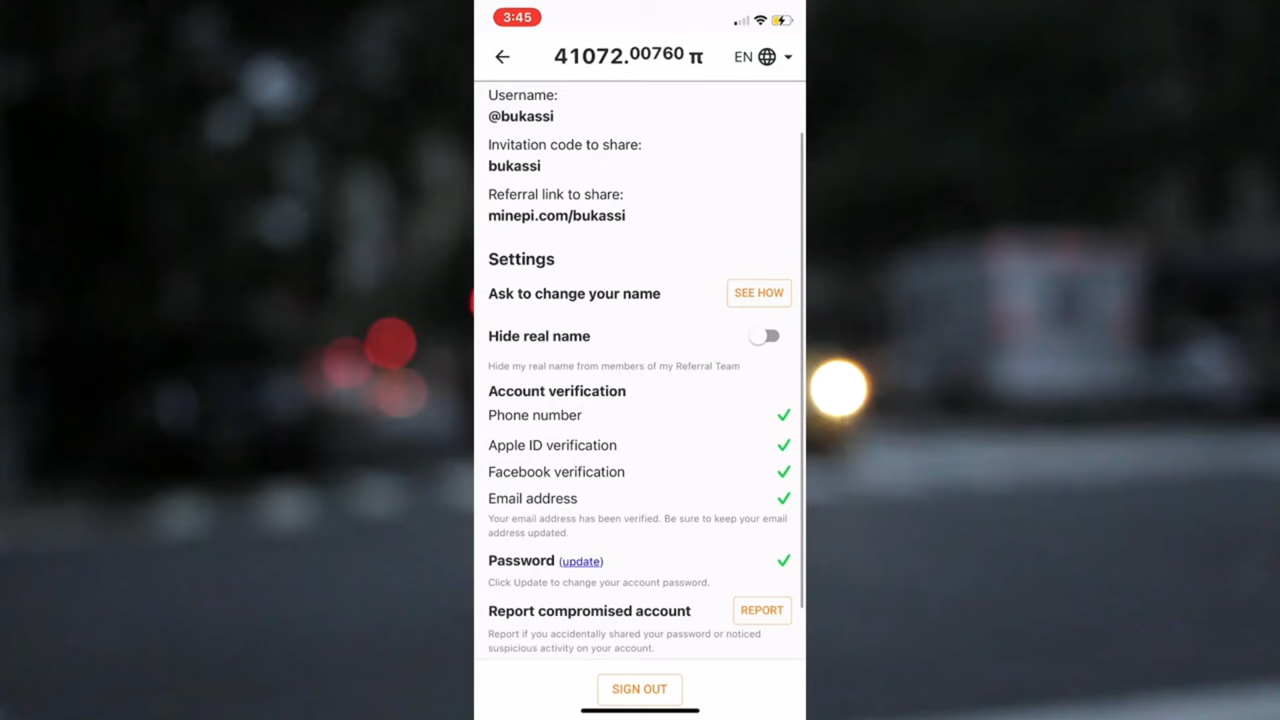 3:45
41072.00760 π
EN
Username:
@bukassi
Invitation code to share:
bukassi
Referral link to share:
minepi.com/bukassi
Settings
Ask to change your name
SEE HOW
Hide real name
Hide my real name from members of my Referral Team
Account verification
Phone number
Apple ID verification
Facebook verification
Email address
Your email address has been verified. Be sure to keep your email
address updated.
Password (update)
Click Update to change your account password.
Report compromised account
REPORT
Report if you accidentally shared your password or noticed
suspicious activity on your account.
SIGN OUT